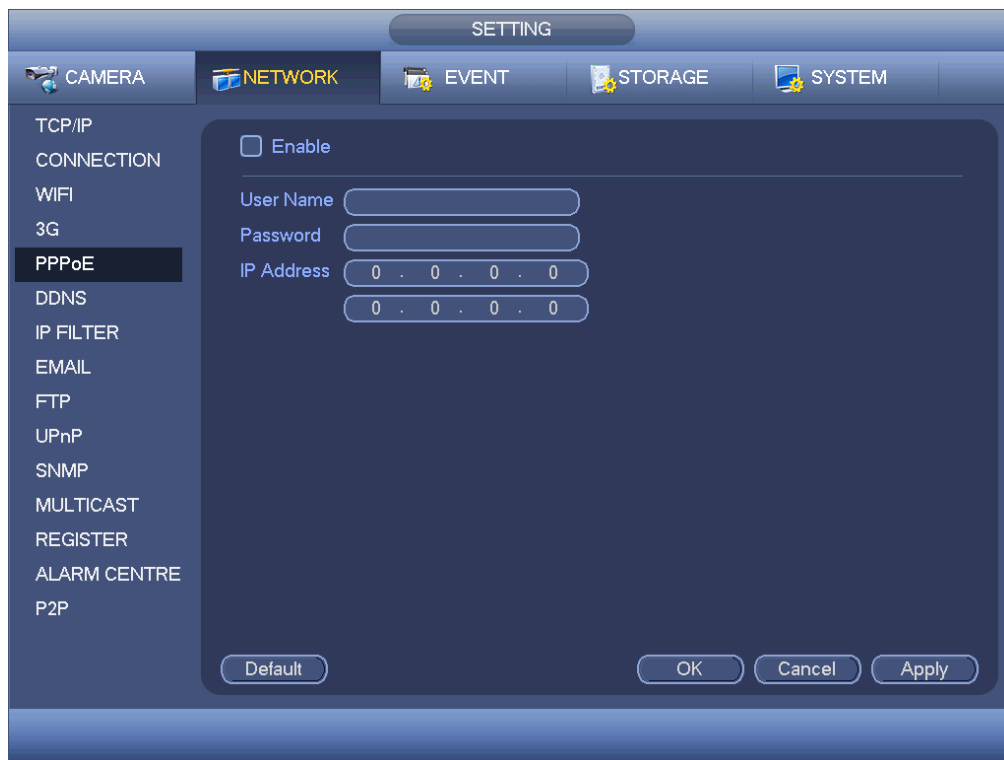 SETTING
CAMERA NETWORK EVENT STORAGE SYSTEM
TCP/IP
CONNECTION
WIFI
3G
PPPoE
DDNS
IP FILTER
EMAIL
FTP
UPnP
SNMP
MULTICAST
REGISTER
ALARM CENTRE
P2P
Enable
User Name
Password
IP Address 0 . 0 . 0 . 0
0 . 0 . 0 . 0
Default OK Cancel Apply